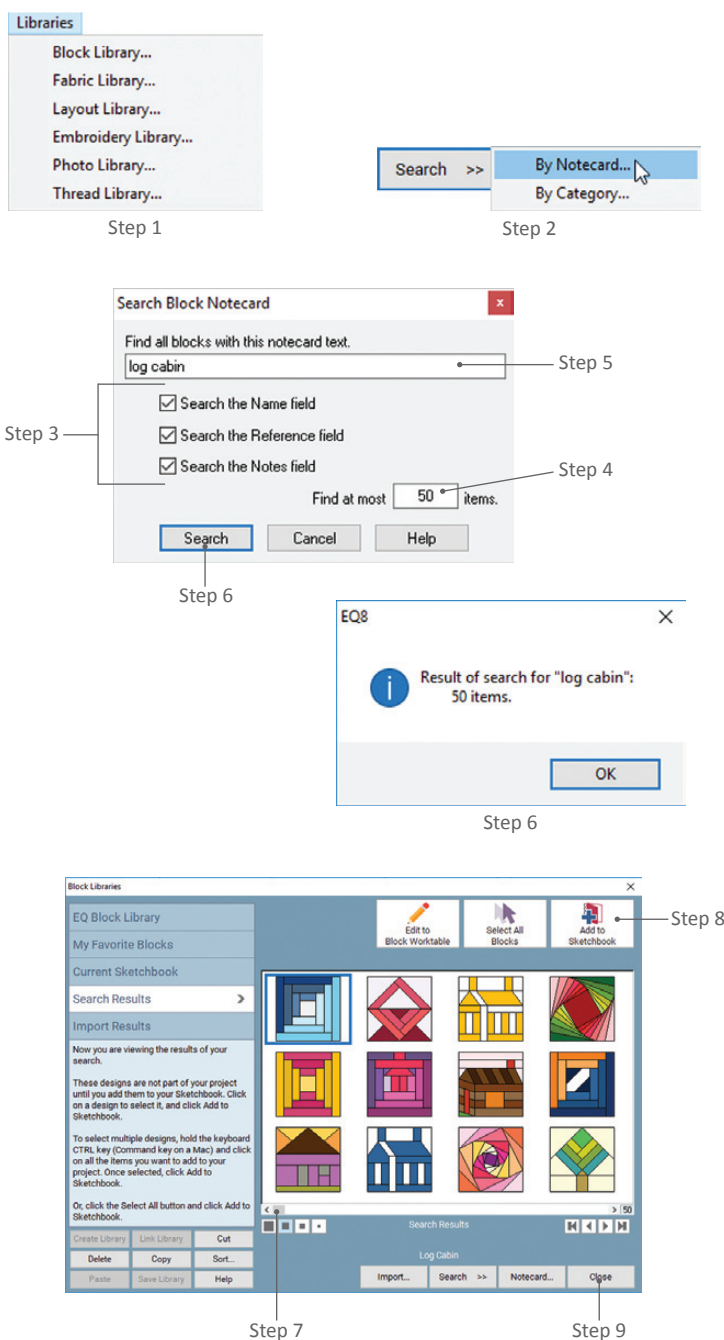 Libraries
Block Library...
Fabric Library...
Layout Library...
Embroidery Library...
Photo Library...
Thread Library...
Step 1
Search >>
By Notecard...
By Category...
Step 2
Search Block Notecard
x
Find all blocks with this notecard text.
log cabin
Step 5
Step 3
Search the Name field
Search the Reference field
Search the Notes field
Step 4
Find at most 50 items.
Search Cancel Help
Step 6
EQ8
Result of search for "log cabin":
50 items.
OK
Step 6
Block Libraries
EQ Block Library
My Favorite Blocks
Current Sketchbook
Search Results
Import Results
Now you are viewing the results of your
search.
These designs are not part of your project
until you add them to your Sketchbook. Click
on a design to select it, and click Add to
Sketchbook.
To select multiple designs, hold the keyboard
CTRL key (Command key on a Mac) and click
on all the items you want to add to your
project. Once selected, click Add to
Sketchbook.
Or, click the Select All button and click Add to
Sketchbook.
Create Library Link Library Cut
Delete Copy Sort...
Paste Save Library Help
Edit to
Block Worktable
Select All
Blocks
Add to
Sketchbook
Step 8
50
Search Results
Log Cabin
Import... Search >> Notecard... Close
Step 7
Step 9